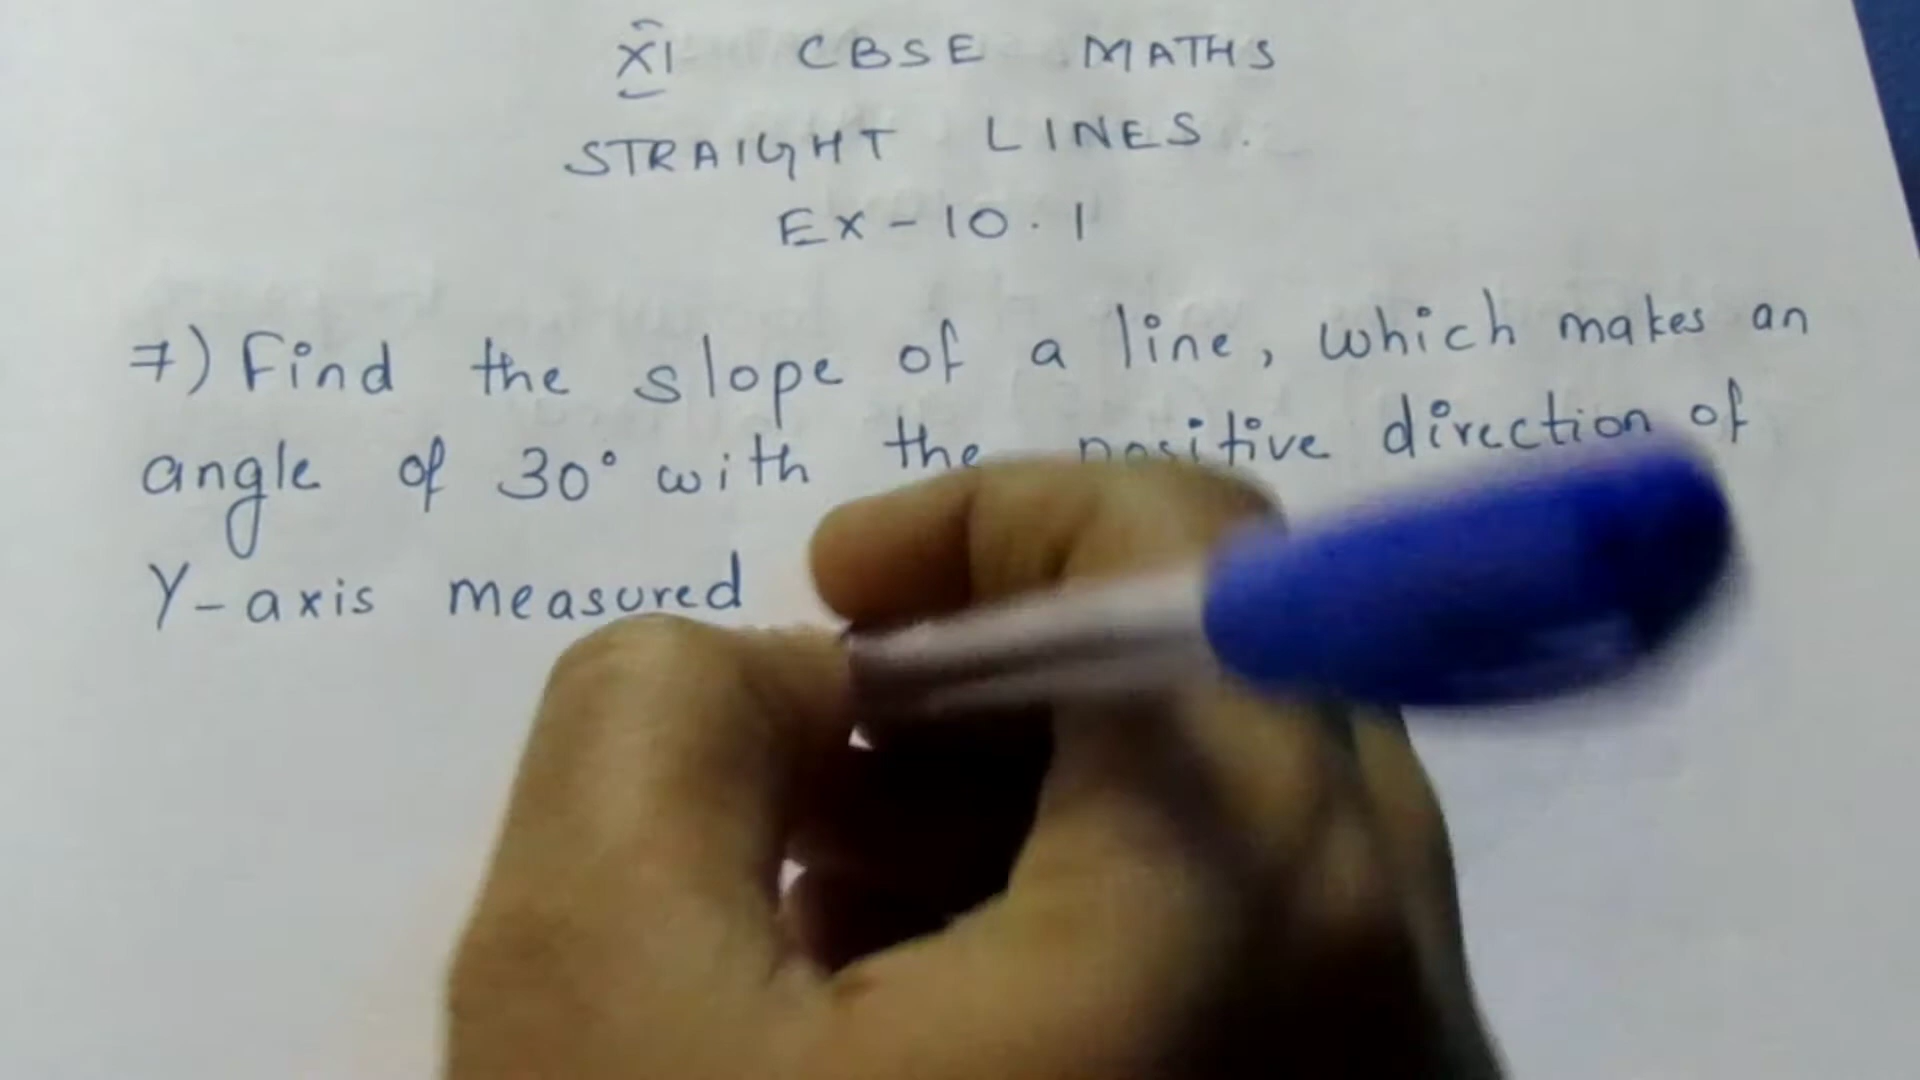 XI CBSE MATHS
STRAIGHT LINES.
EX-10.1
7) Find the slope of a line, which makes an
angle of 30° with the positive direction of
Y-axis measured